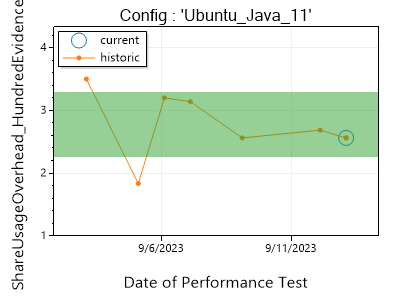 Config : 'Ubuntu_Java_11'
ShareUsageOverhead_HundredEvidence
current
historic
4
3
2
1
9/6/2023
9/11/2023
Date of Performance Test